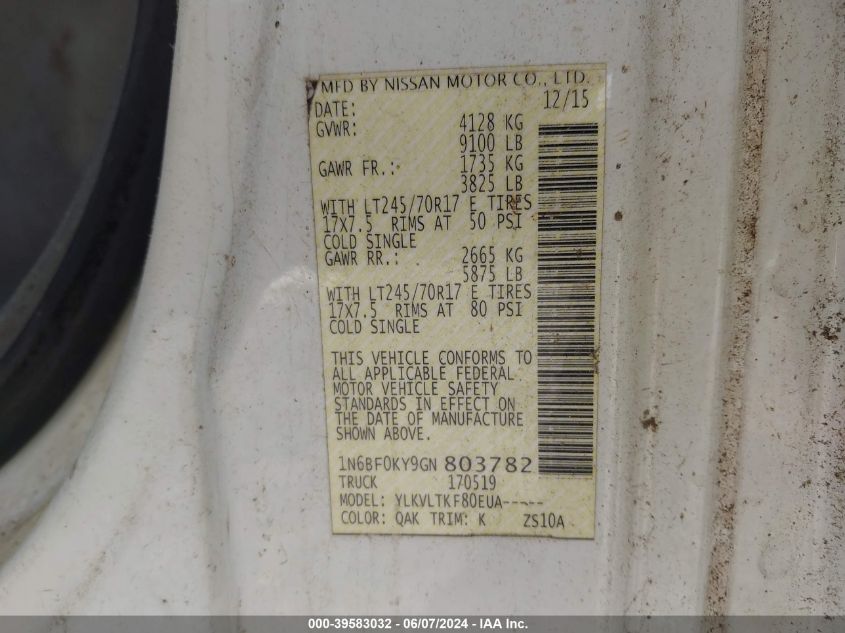 MFD BY NISSAN MOTOR CO., LTD.
DATE: 12/15
GVWR: 4128 KG
9100 LB
GAWR FR.: 1735 KG
3825 LB
WITH LT245/70R17 E TIRES
17X7.5 RIMS AT 50 PSI
COLD SINGLE
GAWR RR.: 2665 KG
5875 LB
WITH LT245/70R17 E TIRES
17X7.5 RIMS AT 80 PSI
COLD SINGLE
THIS VEHICLE CONFORMS TO
ALL APPLICABLE FEDERAL
MOTOR VEHICLE SAFETY
STANDARDS IN EFFECT ON
THE DATE OF MANUFACTURE
SHOWN ABOVE.
1N6BF0KY9GN 803782
TRUCK 170519
MODEL: YLKVLTKF80EUA-----
COLOR: QAK TRIM: K ZS10A
000-39583032 - 06/07/2024 - IAA Inc.